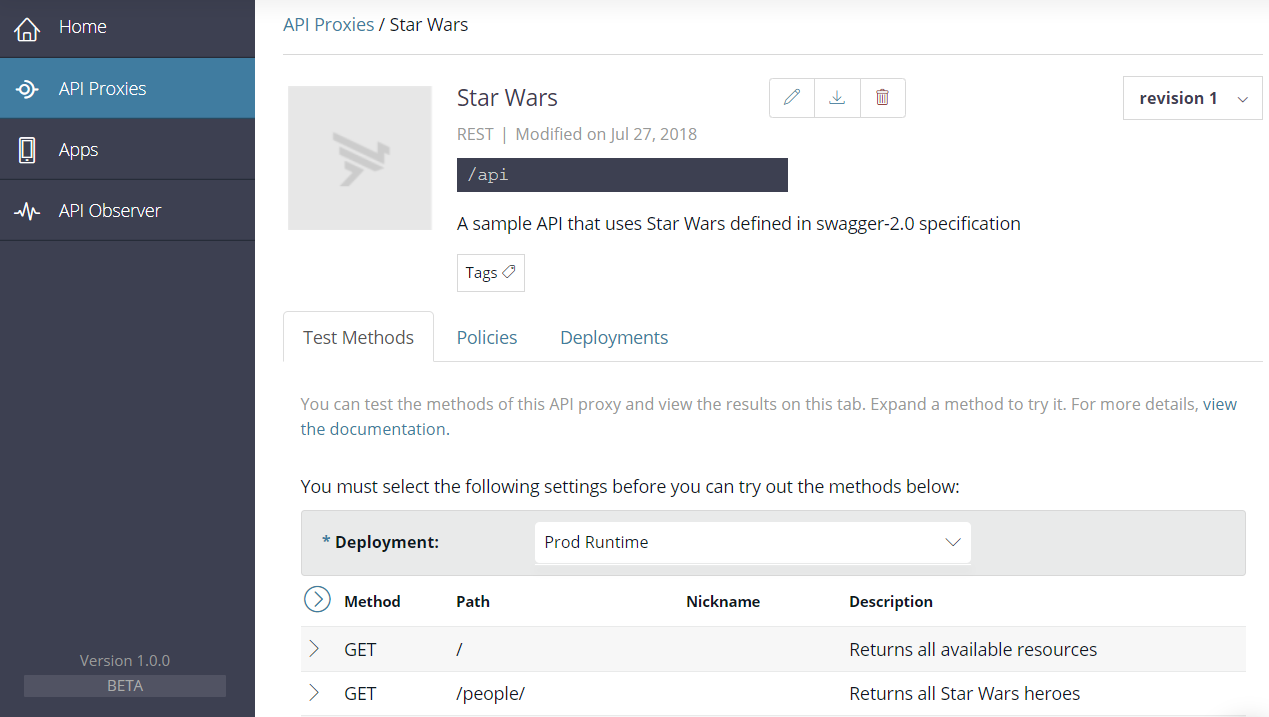 Home
API Proxies
Apps
API Observer
Version 1.0.0
BETA
API Proxies / Star Wars
Star Wars
revision 1
REST | Modified on Jul 27, 2018
/api
A sample API that uses Star Wars defined in swagger-2.0 specification
Tags
Test Methods Policies Deployments
You can test the methods of this API proxy and view the results on this tab. Expand a method to try it. For more details, view
the documentation.
You must select the following settings before you can try out the methods below:
* Deployment: Prod Runtime
Method Path Nickname Description
GET / Returns all available resources
GET /people/ Returns all Star Wars heroes